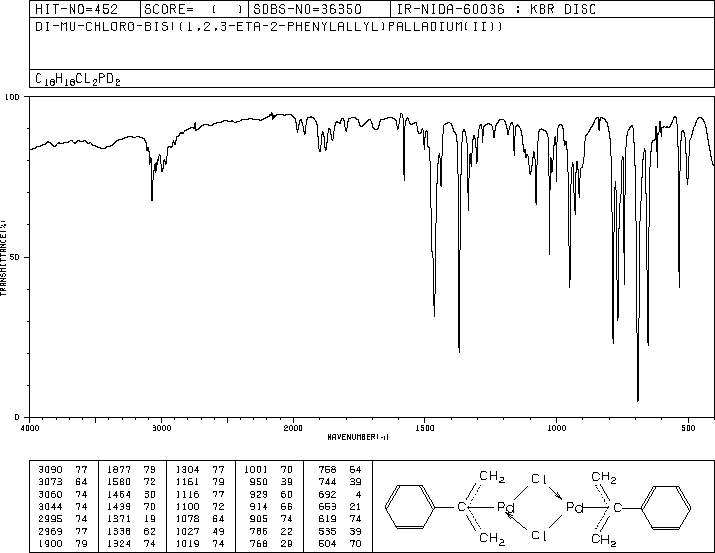 HIT-NO=452 SCORE= ( ) SDBS-NO=36350 IR-NIDA-60036 : KBR DISC
DI-MU-CHLORO-BIS((1,2,3-ETA-2-PHENYLALLYL)PALLADIUM(II))
C18H18CL2PD2
100
50
0
TRANSMITTANCE(%)
4000 3000 2000 1500 1000 500
WAVENUMBER(-1)
3090 77 1877 79 1304 77 1001 70 768 64
3073 64 1580 72 1161 79 950 39 744 39
3060 74 1464 30 1116 77 929 60 692 4
3044 74 1439 70 1100 72 914 66 653 21
2995 74 1371 19 1078 64 905 74 619 74
2969 77 1338 62 1027 49 786 22 535 39
1900 79 1324 74 1019 74 768 29 504 70
CH2 Cl CH2
C Pd Pd C
CH2 Cl CH2